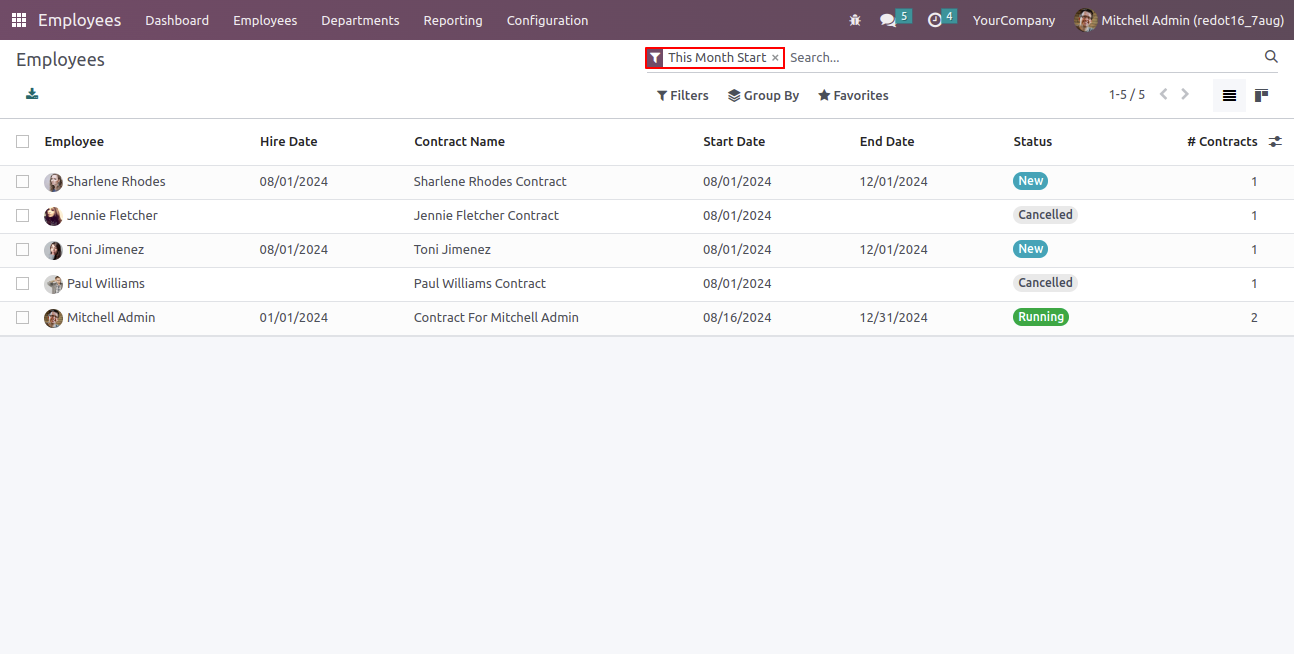 Employees Dashboard Employees Departments Reporting Configuration 5 4 YourCompany Mitchell Admin (redot16_7aug)
Employees This Month Start × Search...
Filters Group By Favorites 1-5 / 5
Employee Hire Date Contract Name Start Date End Date Status # Contracts
Sharlene Rhodes 08/01/2024 Sharlene Rhodes Contract 08/01/2024 12/01/2024 New 1
Jennie Fletcher Jennie Fletcher Contract 08/01/2024 Cancelled 1
Toni Jimenez 08/01/2024 Toni Jimenez 08/01/2024 12/01/2024 New 1
Paul Williams Paul Williams Contract 08/01/2024 Cancelled 1
Mitchell Admin 01/01/2024 Contract For Mitchell Admin 08/16/2024 12/31/2024 Running 2